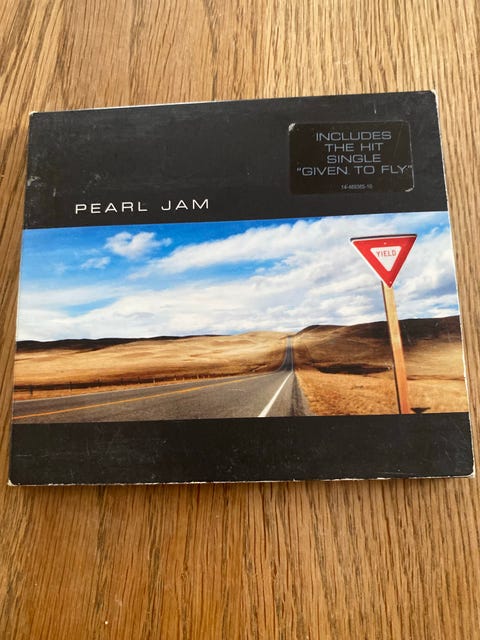 INCLUDES
THE HIT
SINGLE
"GIVEN TO FLY"
PEARL JAM
YIELD